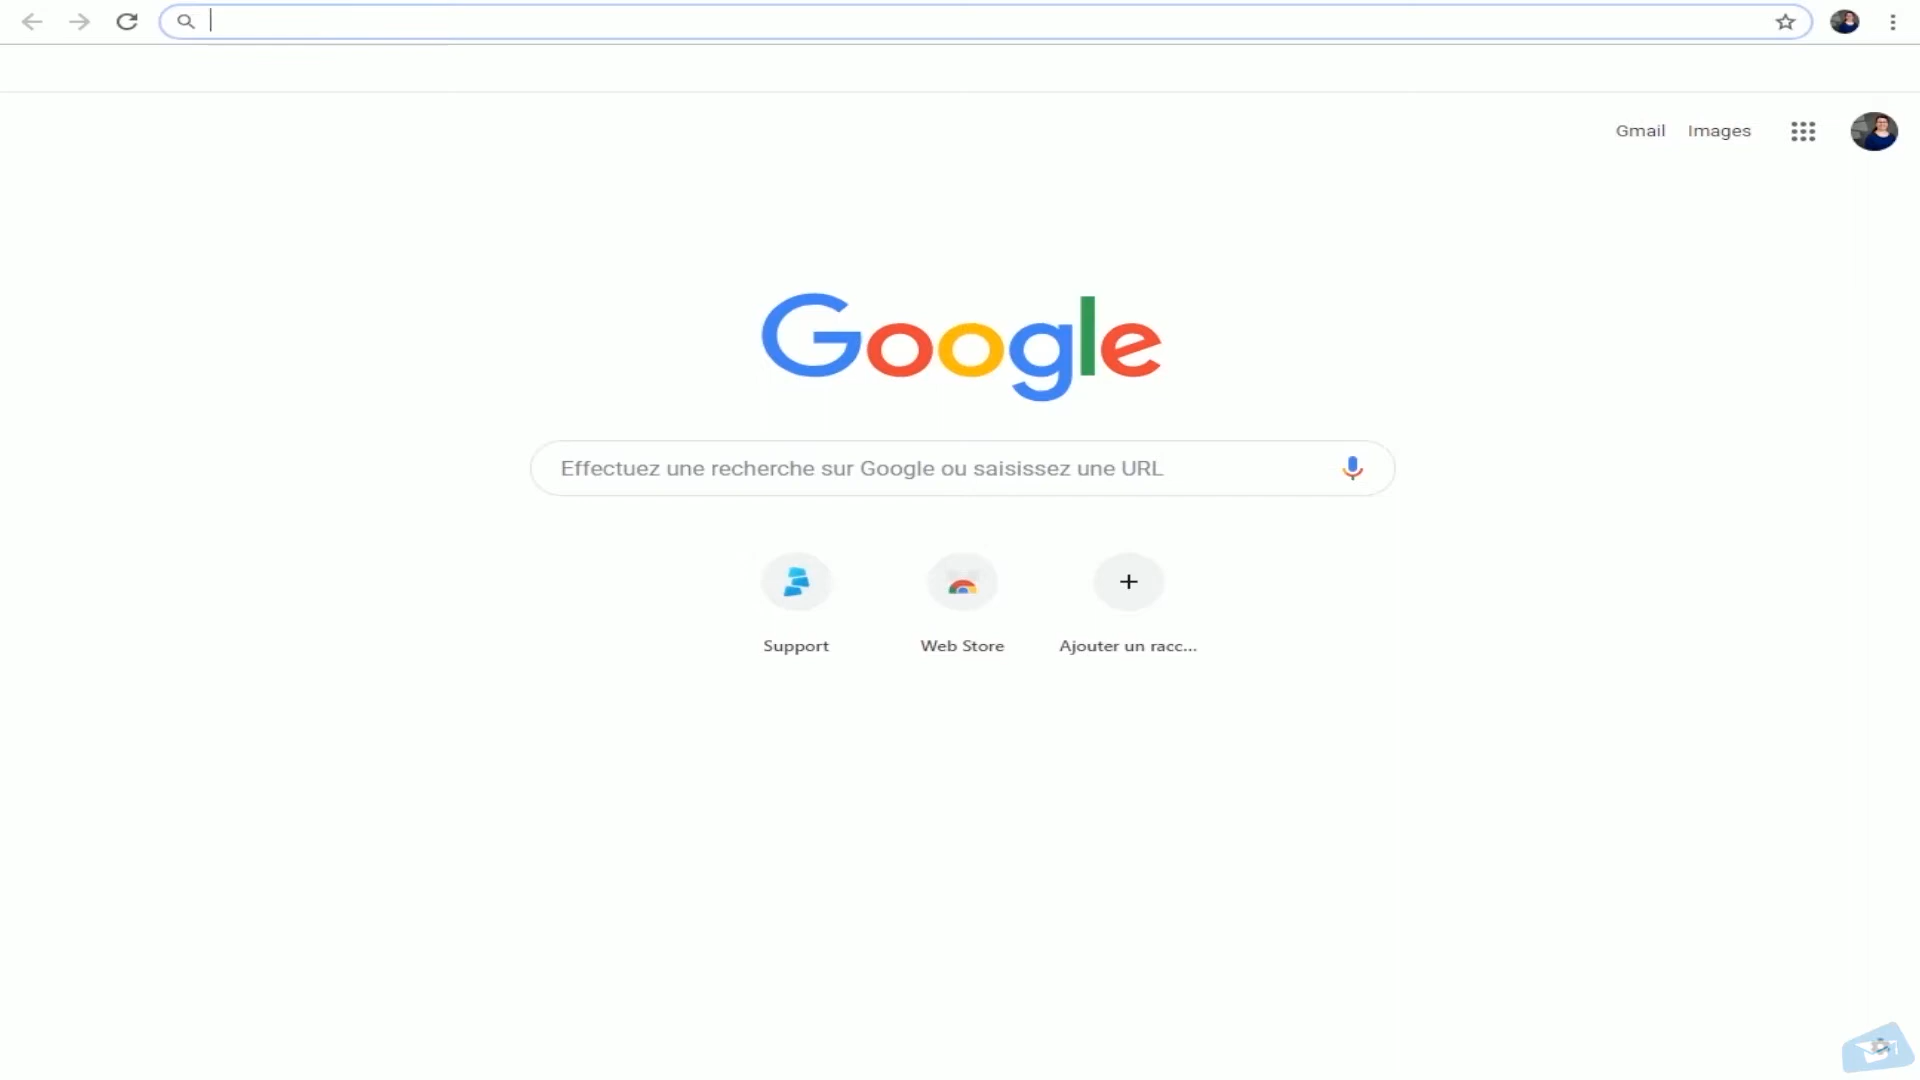 Gmail Images
Google
Effectuez une recherche sur Google ou saisissez une URL
Support Web Store Ajouter un racc...